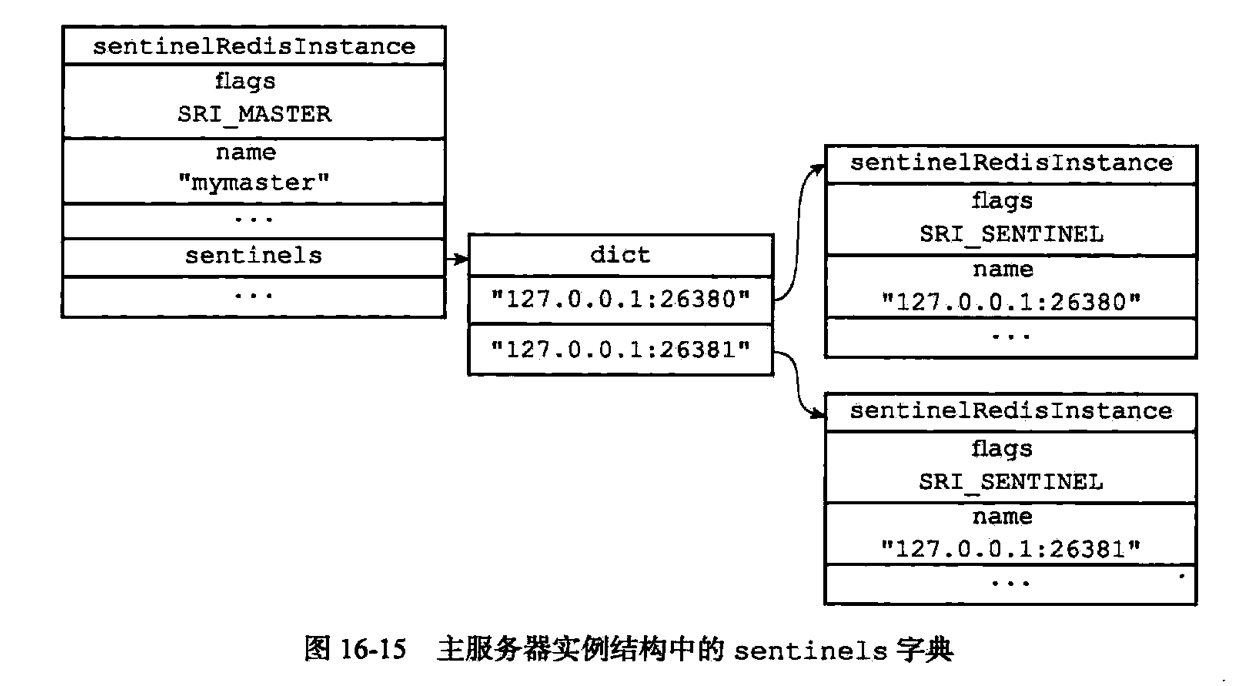 sentinelRedisInstance
flags
SRI_MASTER
name
"mymaster"
...
sentinels
...
dict
"127.0.0.1:26380"
"127.0.0.1:26381"
sentinelRedisInstance
flags
SRI_SENTINEL
name
"127.0.0.1:26380"
...
sentinelRedisInstance
flags
SRI_SENTINEL
name
"127.0.0.1:26381"
...
图 16-15 主服务器实例结构中的 sentinels 字典